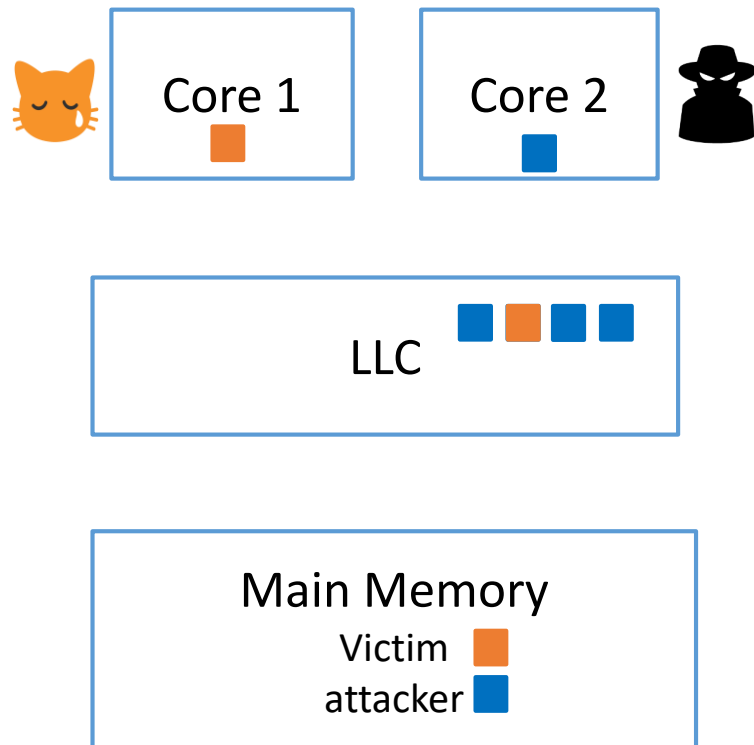 Core 1
Core 2
LLC
Main Memory
Victim
attacker